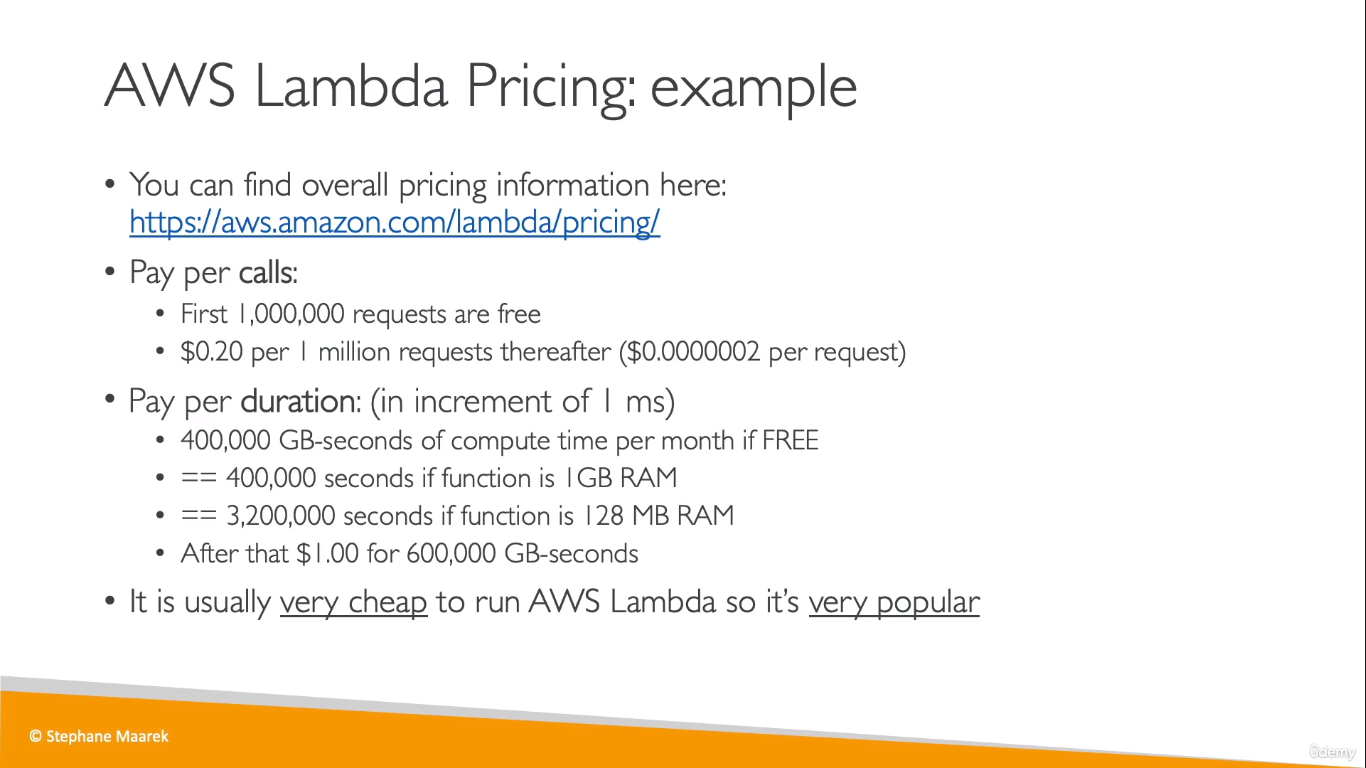 AWS Lambda Pricing: example
• You can find overall pricing information here:
https://aws.amazon.com/lambda/pricing/
• Pay per calls:
• First 1,000,000 requests are free
• $0.20 per 1 million requests thereafter ($0.0000002 per request)
• Pay per duration: (in increment of 1 ms)
• 400,000 GB-seconds of compute time per month if FREE
• == 400,000 seconds if function is 1GB RAM
• == 3,200,000 seconds if function is 128 MB RAM
• After that $1.00 for 600,000 GB-seconds
• It is usually very cheap to run AWS Lambda so it's very popular
© Stephane Maarek
ûdemy